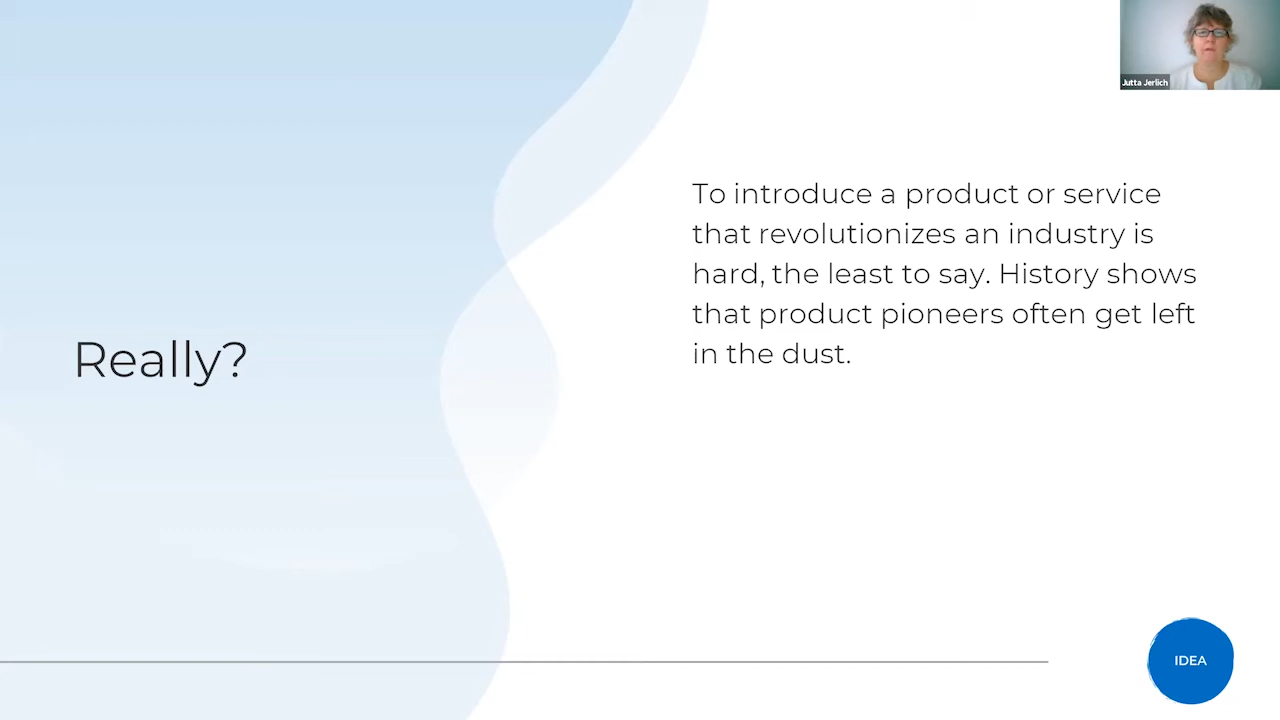 Jutta Jerlich
To introduce a product or service
that revolutionizes an industry is
hard, the least to say. History shows
that product pioneers often get left
in the dust.
Really?
IDEA